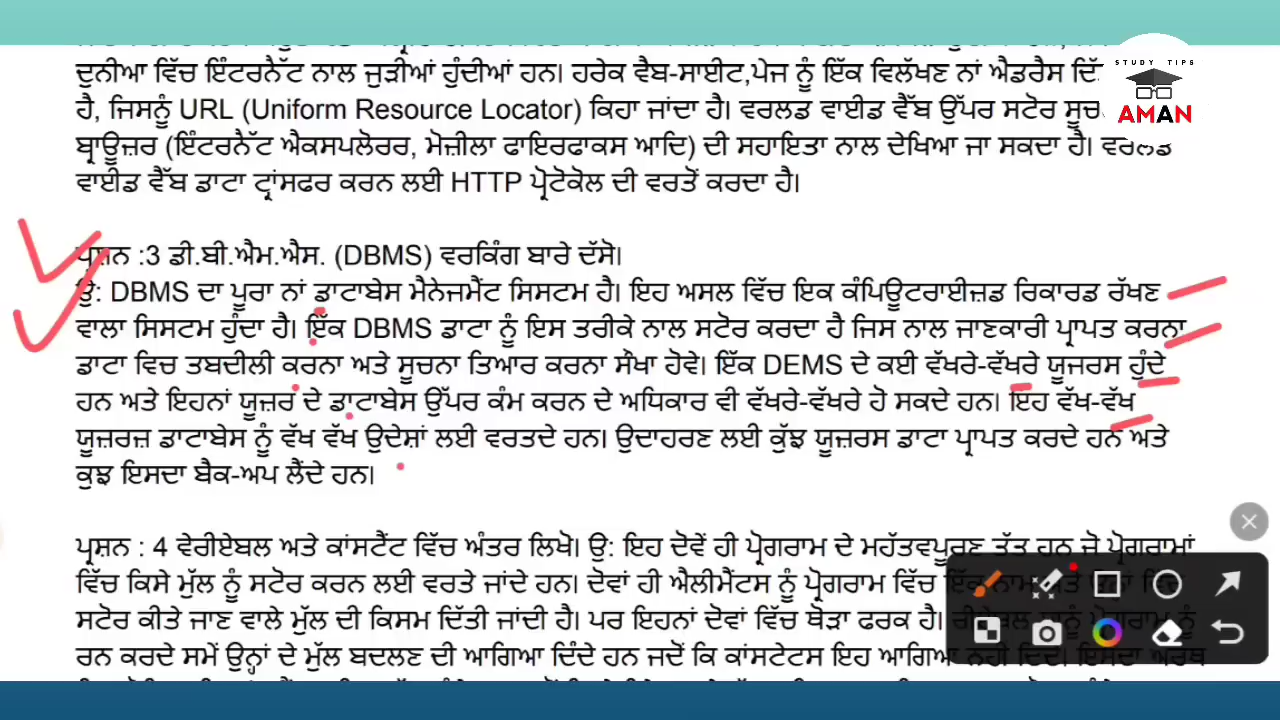 ਦੁਨੀਆ ਵਿੱਚ ਇੰਟਰਨੈੱਟ ਨਾਲ ਜੁੜੀਆਂ ਹੁੰਦੀਆਂ ਹਨ। ਹਰੇਕ ਵੈਬ-ਸਾਈਟ,ਪੇਜ ਨੂੰ ਇੱਕ ਵਿਲੱਖਣ ਨਾਂ ਐਡਰੈਸ
ਹੈ, ਜਿਸਨੂੰ URL (Uniform Resource Locator) ਕਿਹਾ ਜਾਂਦਾ ਹੈ। ਵਰਲਡ ਵਾਈਡ ਵੈੱਬ ਉੱਪਰ ਸਟੋਰ
ਬ੍ਰਾਊਜ਼ਰ (ਇੰਟਰਨੈੱਟ ਐਕਸਪਲੋਰਰ, ਮੋਜ਼ੀਲਾ ਫਾਇਰਫਾਕਸ ਆਦਿ) ਦੀ ਸਹਾਇਤਾ ਨਾਲ ਦੇਖਿਆ ਜਾ ਸਕਦਾ ਹੈ। ਵਰਲਡ
ਵਾਈਡ ਵੈੱਬ ਡਾਟਾ ਟ੍ਰਾਂਸਫਰ ਕਰਨ ਲਈ HTTP ਪ੍ਰੋਟੋਕੋਲ ਦੀ ਵਰਤੋਂ ਕਰਦਾ ਹੈ।
ਪ੍ਰਸ਼ਨ :3 ਡੀ.ਬੀ.ਐਮ.ਐਸ. (DBMS) ਵਰਕਿੰਗ ਬਾਰੇ ਦੱਸੋ।
ਉ: DBMS ਦਾ ਪੂਰਾ ਨਾਂ ਡਾਟਾਬੇਸ ਮੈਨੇਜਮੈਂਟ ਸਿਸਟਮ ਹੈ। ਇਹ ਅਸਲ ਵਿੱਚ ਇਕ ਕੰਪਿਊਟਰਾਈਜ਼ਡ ਰਿਕਾਰਡ ਰੱਖਣ
ਵਾਲਾ ਸਿਸਟਮ ਹੁੰਦਾ ਹੈ। ਇੱਕ DBMS ਡਾਟਾ ਨੂੰ ਇਸ ਤਰੀਕੇ ਨਾਲ ਸਟੋਰ ਕਰਦਾ ਹੈ ਜਿਸ ਨਾਲ ਜਾਣਕਾਰੀ ਪ੍ਰਾਪਤ ਕਰਨਾ
ਡਾਟਾ ਵਿਚ ਤਬਦੀਲੀ ਕਰਨਾ ਅਤੇ ਸੂਚਨਾ ਤਿਆਰ ਕਰਨਾ ਸੌਖਾ ਹੋਵੇ। ਇੱਕ DEMS ਦੇ ਕਈ ਵੱਖਰੇ-ਵੱਖਰੇ ਯੂਜਰਸ ਹੁੰਦੇ
ਹਨ ਅਤੇ ਇਹਨਾਂ ਯੂਜ਼ਰ ਦੇ ਡਾਟਾਬੇਸ ਉੱਪਰ ਕੰਮ ਕਰਨ ਦੇ ਅਧਿਕਾਰ ਵੀ ਵੱਖਰੇ-ਵੱਖਰੇ ਹੋ ਸਕਦੇ ਹਨ। ਇਹ ਵੱਖ-ਵੱਖ
ਯੂਜ਼ਰਜ਼ ਡਾਟਾਬੇਸ ਨੂੰ ਵੱਖ ਵੱਖ ਉਦੇਸ਼ਾਂ ਲਈ ਵਰਤਦੇ ਹਨ। ਉਦਾਹਰਣ ਲਈ ਕੁੱਝ ਯੂਜ਼ਰਸ ਡਾਟਾ ਪ੍ਰਾਪਤ ਕਰਦੇ ਹਨ ਅਤੇ
ਕੁਝ ਇਸਦਾ ਬੈਕ-ਅਪ ਲੈਂਦੇ ਹਨ।
ਪ੍ਰਸ਼ਨ : 4 ਵੇਰੀਏਬਲ ਅਤੇ ਕਾਂਸਟੈਂਟ ਵਿੱਚ ਅੰਤਰ ਲਿਖੋ। ਉ: ਇਹ ਦੋਵੇਂ ਹੀ ਪ੍ਰੋਗਰਾਮ ਦੇ ਮਹੱਤਵਪੂਰਣ ਤੱਤ ਹਨ ਜੋ ਪ੍ਰੋਗਰਾਮਾਂ
ਵਿੱਚ ਕਿਸੇ ਮੁੱਲ ਨੂੰ ਸਟੋਰ ਕਰਨ ਲਈ ਵਰਤੇ ਜਾਂਦੇ ਹਨ। ਦੋਵਾਂ ਹੀ ਐਲੀਮੈਂਟਸ ਨੂੰ ਪ੍ਰੋਗਰਾਮ ਵਿੱਚ
ਸਟੋਰ ਕੀਤੇ ਜਾਣ ਵਾਲੇ ਮੁੱਲ ਦੀ ਕਿਸਮ ਦਿੱਤੀ ਜਾਂਦੀ ਹੈ। ਪਰ ਇਹਨਾਂ ਦੋਵਾਂ ਵਿੱਚ ਥੋੜਾ ਫਰਕ ਹੈ।
ਰਨ ਕਰਦੇ ਸਮੇਂ ਉਨ੍ਹਾਂ ਦੇ ਮੁੱਲ ਬਦਲਣ ਦੀ ਆਗਿਆ ਦਿੰਦੇ ਹਨ ਜਦੋਂ ਕਿ ਕਾਂਸਟੇਟਸ ਇਹ ਆਗਿਆ
STUDY TIPS
AMAN